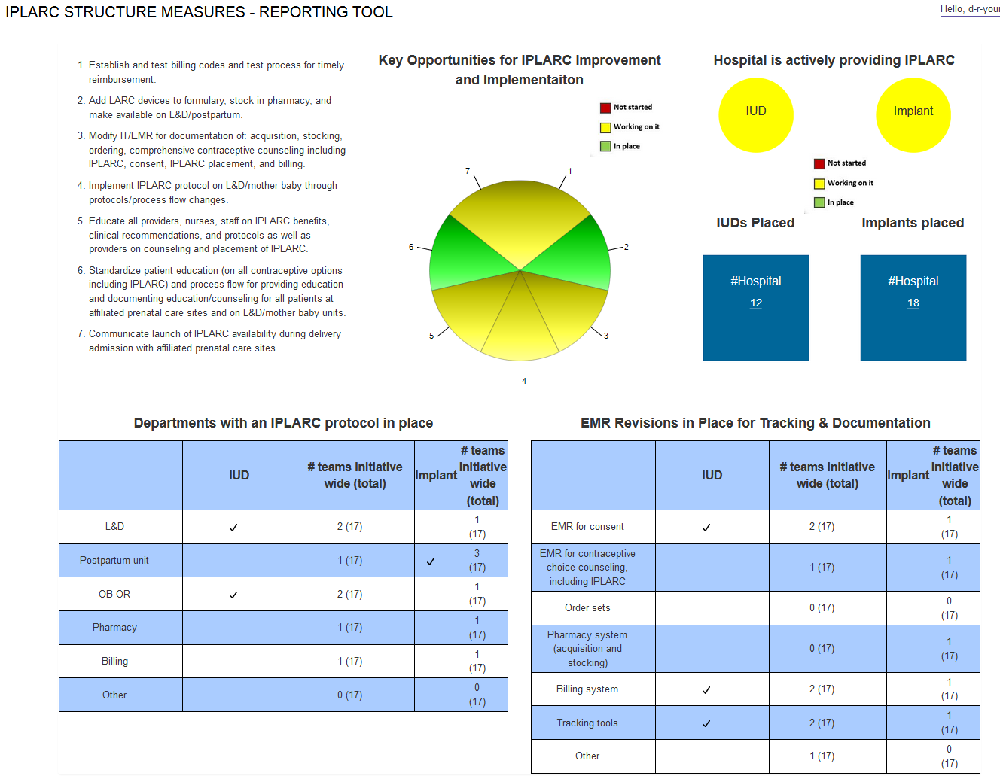 IPLARC STRUCTURE MEASURES - REPORTING TOOL
Hello, d-r-your
1. Establish and test billing codes and test process for timely
reimbursement.
2. Add LARC devices to formulary, stock in pharmacy, and
make available on L&D/postpartum.
3. Modify IT/EMR for documentation of: acquisition, stocking,
ordering, comprehensive contraceptive counseling including
IPLARC, consent, IPLARC placement, and billing.
4. Implement IPLARC protocol on L&D/mother baby through
protocols/process flow changes.
5. Educate all providers, nurses, staff on IPLARC benefits,
clinical recommendations, and protocols as well as
providers on counseling and placement of IPLARC.
6. Standardize patient education (on all contraceptive options
including IPLARC) and process flow for providing education
and documenting education/counseling for all patients at
affiliated prenatal care sites and on L&D/mother baby units.
7. Communicate launch of IPLARC availability during delivery
admission with affiliated prenatal care sites.
Key Opportunities for IPLARC Improvement
and Implementaiton
Not started
Working on it
In place
7
1
6
2
5
3
4
Hospital is actively providing IPLARC
IUD
Implant
Not started
Working on it
In place
IUDs Placed
Implants placed
#Hospital
12
#Hospital
18
Departments with an IPLARC protocol in place
IUD
# teams initiative
wide (total)
Implant
# teams
initiative
wide
(total)
L&D ✓ 2 (17) 1
(17)
Postpartum unit 1 (17) ✓ 3
(17)
OB OR ✓ 2 (17) 1
(17)
Pharmacy 1 (17) 1
(17)
Billing 1 (17) 1
(17)
Other 0 (17) 0
(17)
EMR Revisions in Place for Tracking & Documentation
IUD
# teams initiative
wide (total)
Implant
# teams
initiative
wide
(total)
EMR for consent ✓ 2 (17) 1
(17)
EMR for contraceptive
choice counseling,
including IPLARC
1 (17) 1
(17)
Order sets 0 (17) 0
(17)
Pharmacy system
(acquisition and
stocking)
0 (17) 1
(17)
Billing system ✓ 2 (17) 1
(17)
Tracking tools ✓ 2 (17) 1
(17)
Other 1 (17) 0
(17)